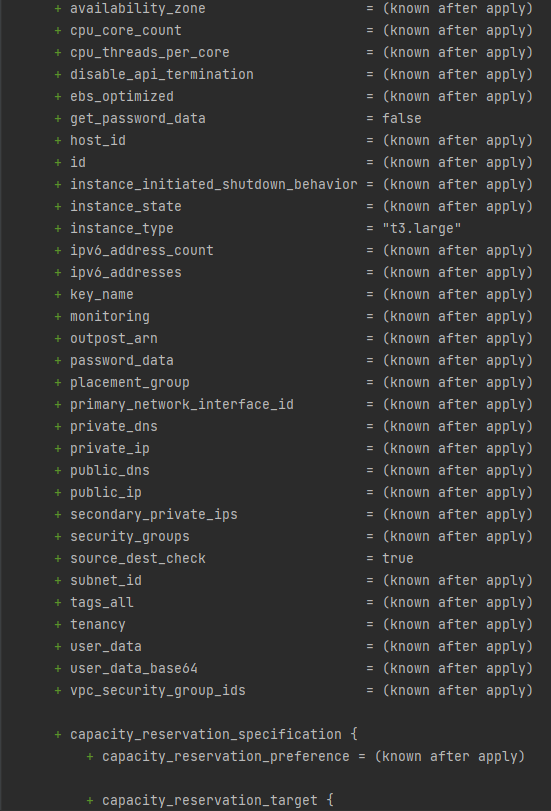 + availability_zone = (known after apply)
+ cpu_core_count = (known after apply)
+ cpu_threads_per_core = (known after apply)
+ disable_api_termination = (known after apply)
+ ebs_optimized = (known after apply)
+ get_password_data = false
+ host_id = (known after apply)
+ id = (known after apply)
+ instance_initiated_shutdown_behavior = (known after apply)
+ instance_state = (known after apply)
+ instance_type = "t3.large"
+ ipv6_address_count = (known after apply)
+ ipv6_addresses = (known after apply)
+ key_name = (known after apply)
+ monitoring = (known after apply)
+ outpost_arn = (known after apply)
+ password_data = (known after apply)
+ placement_group = (known after apply)
+ primary_network_interface_id = (known after apply)
+ private_dns = (known after apply)
+ private_ip = (known after apply)
+ public_dns = (known after apply)
+ public_ip = (known after apply)
+ secondary_private_ips = (known after apply)
+ security_groups = (known after apply)
+ source_dest_check = true
+ subnet_id = (known after apply)
+ tags_all = (known after apply)
+ tenancy = (known after apply)
+ user_data = (known after apply)
+ user_data_base64 = (known after apply)
+ vpc_security_group_ids = (known after apply)
+ capacity_reservation_specification {
+ capacity_reservation_preference = (known after apply)
+ capacity_reservation_target {